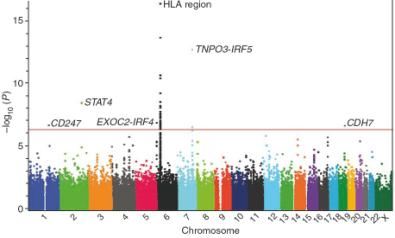 HLA region
15
TNPO3-IRF5
10
−log10 (P)
STAT4
CD247
EXOC2-IRF4
CDH7
5
0
1 2 3 4 5 6 7 8 9 10 11 12 13 14 15 16 17 18 19 20 21 22 X
Chromosome